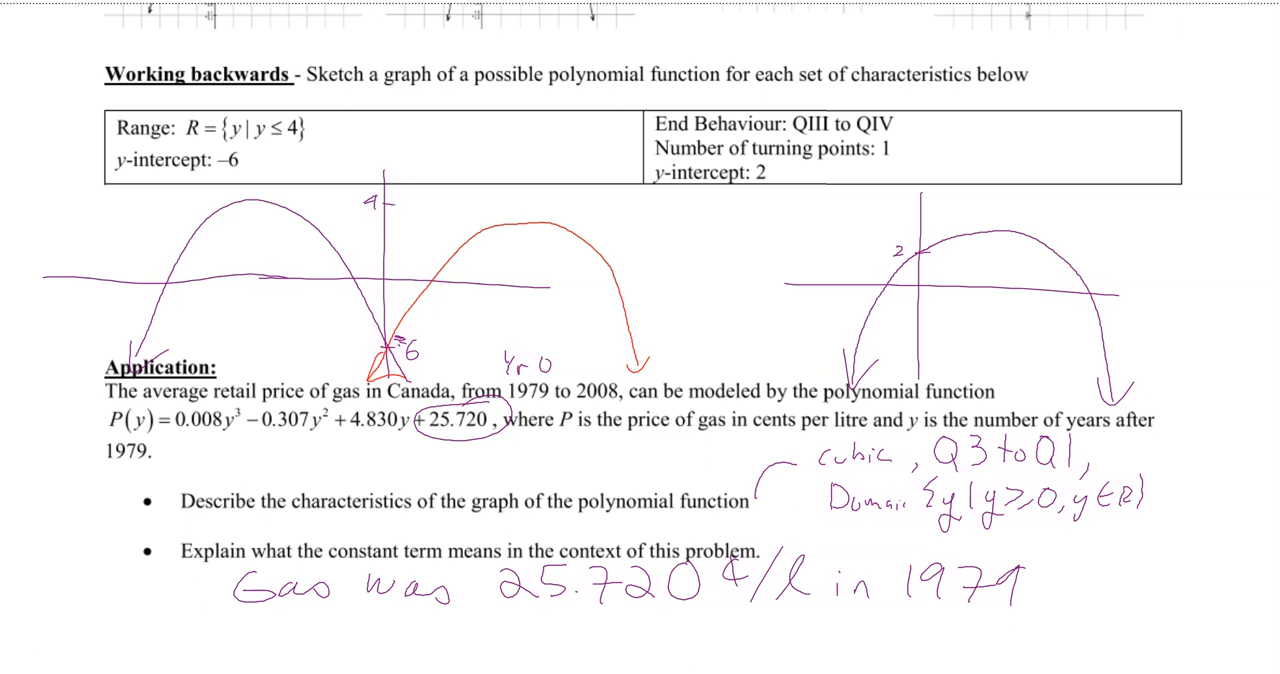 Working backwards - Sketch a graph of a possible polynomial function for each set of characteristics below
Range: R = {y | y ≤ 4}
y-intercept: –6
End Behaviour: QIII to QIV
Number of turning points: 1
y-intercept: 2
4
-6
2
Yr 0
Application:
The average retail price of gas in Canada, from 1979 to 2008, can be modeled by the polynomial function
P(y) = 0.008y³ – 0.307y² + 4.830y + 25.720 , where P is the price of gas in cents per litre and y is the number of years after
1979.
cubic, Q3 to Q1,
• Describe the characteristics of the graph of the polynomial function
Domain {y | y ≥ 0, y ∈ R}
• Explain what the constant term means in the context of this problem.
Gas was 25.720 ¢/l in 1979